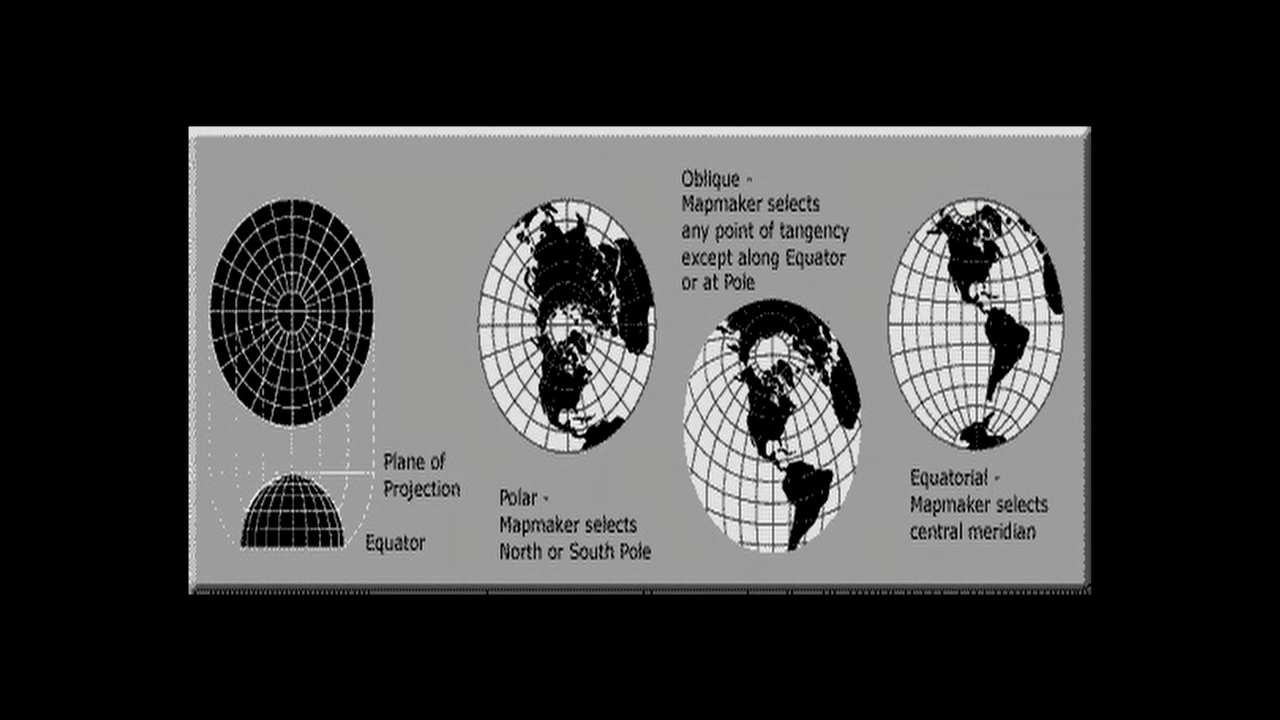 Plane of
Projection
Equator
Polar -
Mapmaker selects
North or South Pole
Oblique -
Mapmaker selects
any point of tangency
except along Equator
or at Pole
Equatorial -
Mapmaker selects
central meridian